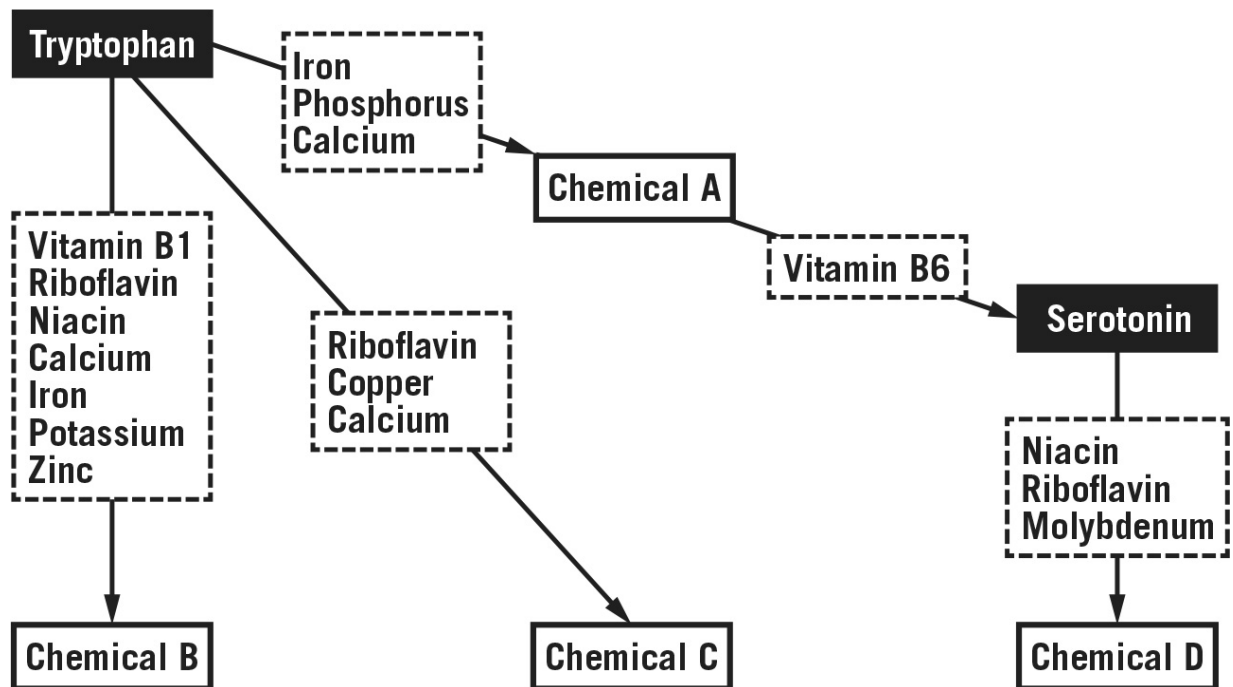 Tryptophan
Iron
Phosphorus
Calcium
Chemical A
Vitamin B6
Serotonin
Vitamin B1
Riboflavin
Niacin
Calcium
Iron
Potassium
Zinc
Riboflavin
Copper
Calcium
Niacin
Riboflavin
Molybdenum
Chemical B
Chemical C
Chemical D